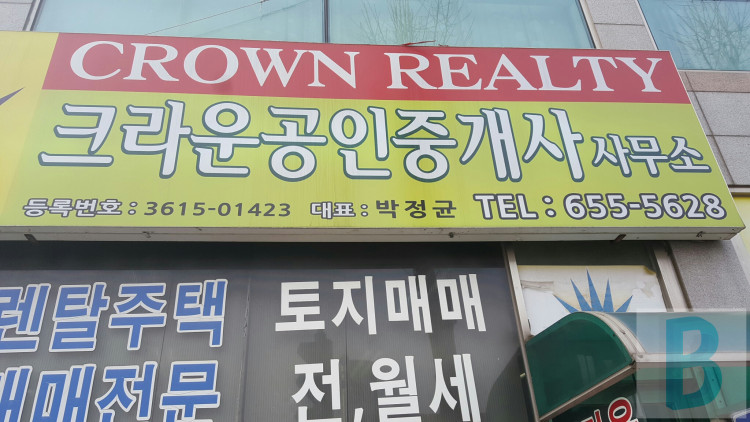 CROWN REALTY
크라운공인중개사 사무소
등록번호 : 3615-01423 대표 : 박정균 TEL : 655-5628
렌탈주택 토지매매
매매전문 전,월세
B